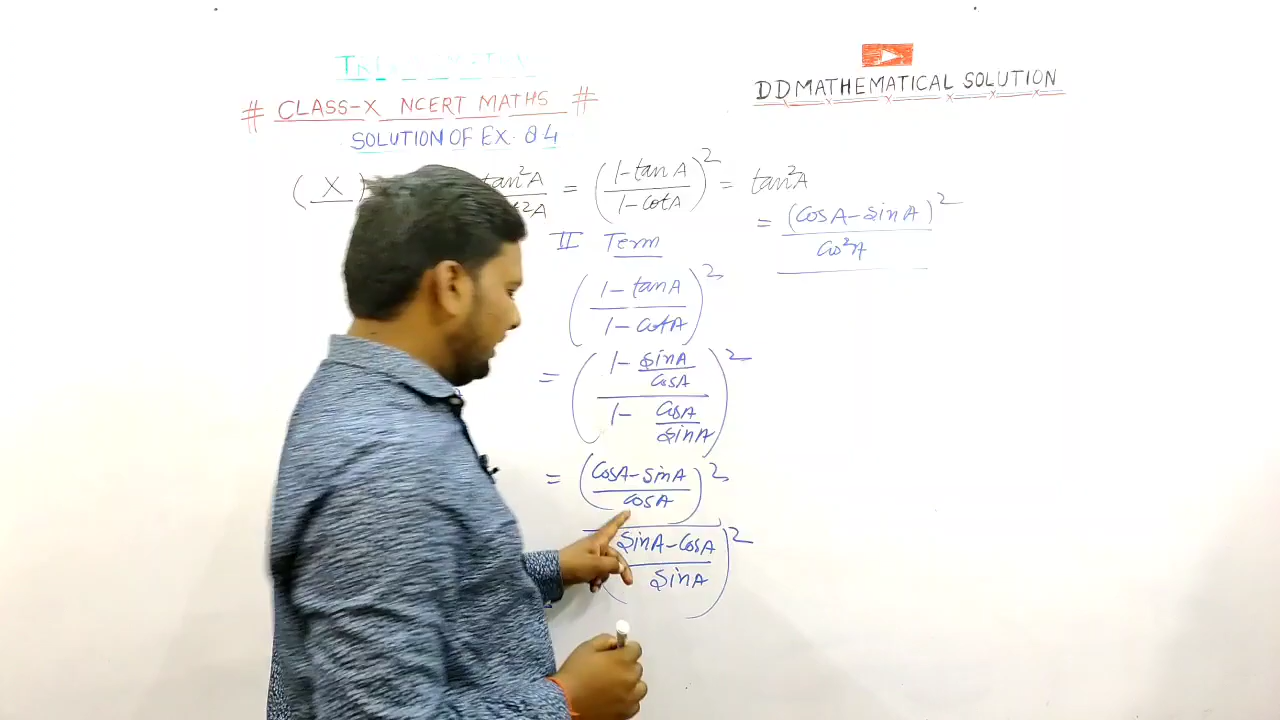 # CLASS-X NCERT MATHS #
SOLUTION OF EX. 8.4
DDMATHEMATICAL SOLUTION
(X) tan²A = ((1-tanA)/(1-cotA))² = tan²A
II Term
((1-tanA)/(1-cotA))²
= ((1-sinA/cosA)/(1-cosA/sinA))²
= ((cosA-sinA)/cosA)²
(sinA-cosA/sinA)²
= (cosA-sinA)²/cos²A